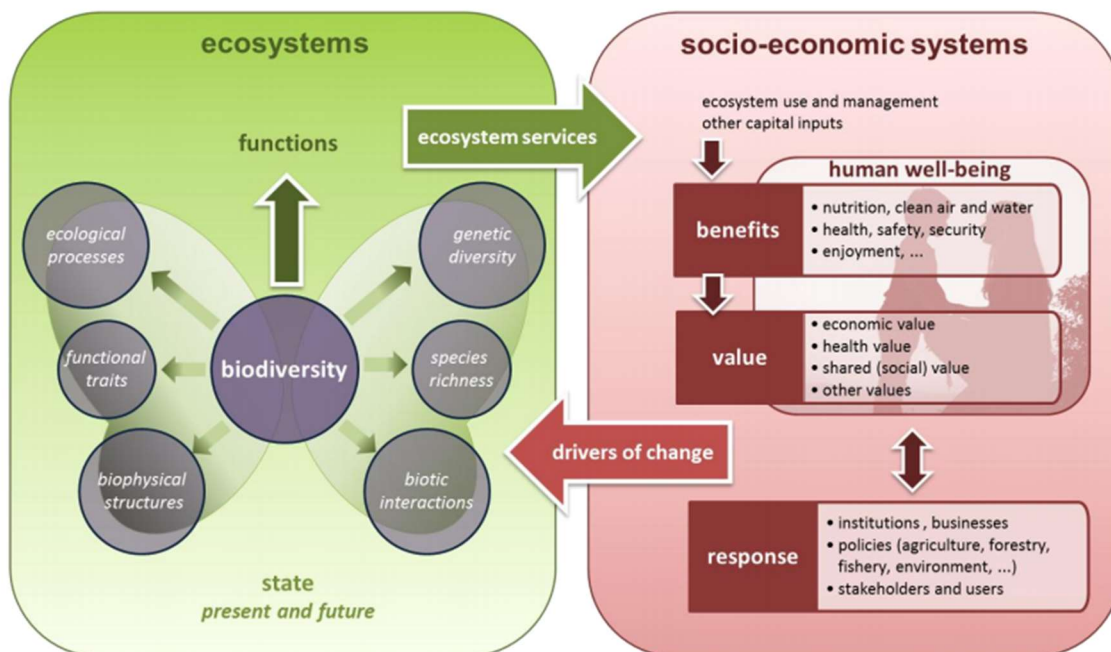 ecosystems
functions
ecological
processes
genetic
diversity
functional
traits
biodiversity
species
richness
biophysical
structures
biotic
interactions
state
present and future
ecosystem services
drivers of change
socio-economic systems
ecosystem use and management
other capital inputs
human well-being
benefits
• nutrition, clean air and water
• health, safety, security
• enjoyment, ...
value
• economic value
• health value
• shared (social) value
• other values
response
• institutions , businesses
• policies (agriculture, forestry,
fishery, environment, ...)
• stakeholders and users